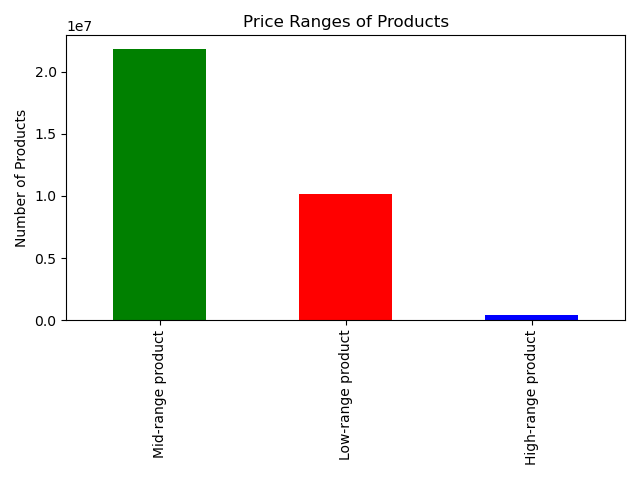 Price Ranges of Products
1e7
2.0
1.5
1.0
0.5
0.0
Number of Products
Mid-range product
Low-range product
High-range product